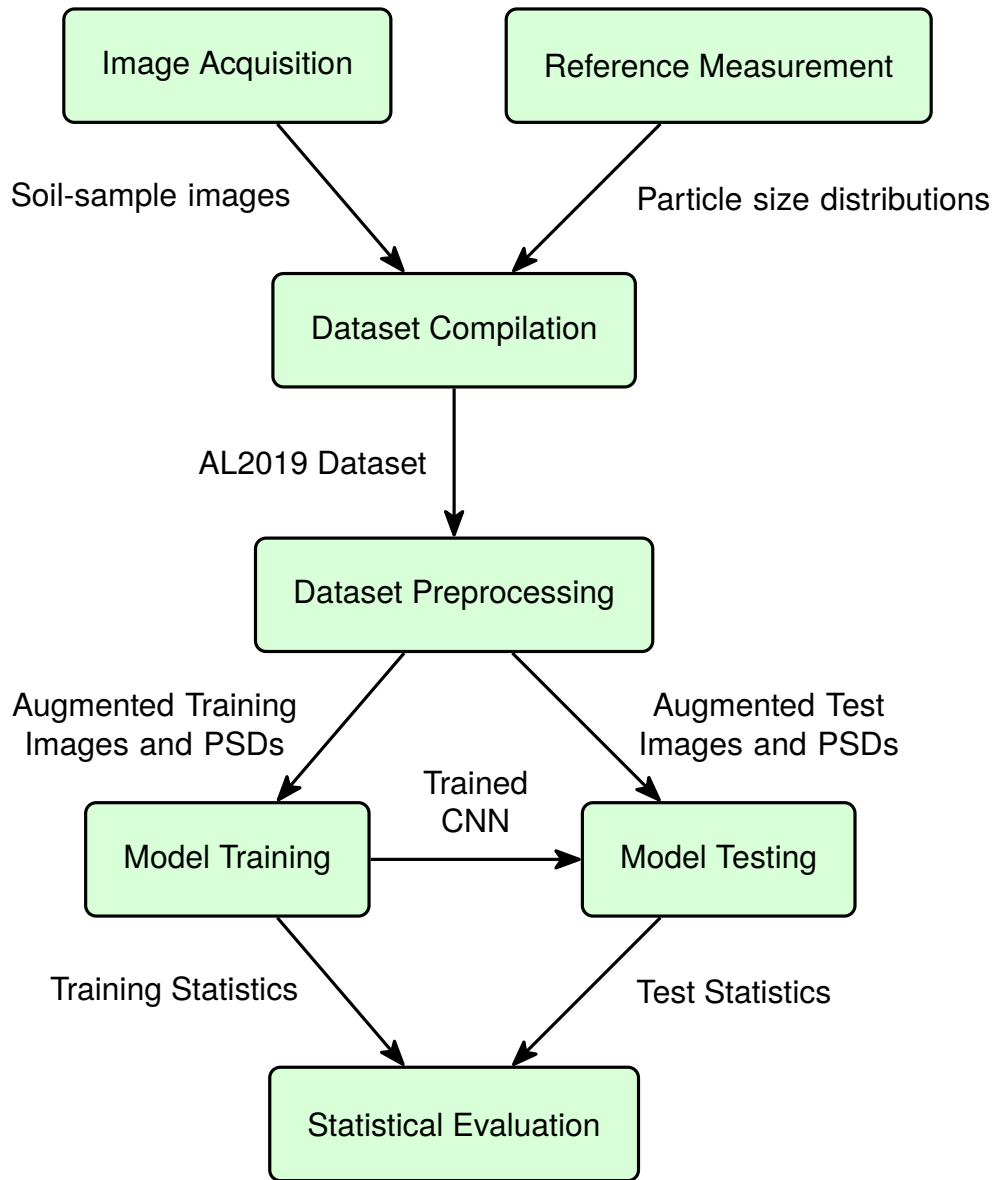 Image Acquisition
Reference Measurement
Soil-sample images
Particle size distributions
Dataset Compilation
AL2019 Dataset
Dataset Preprocessing
Augmented Training
Images and PSDs
Augmented Test
Images and PSDs
Trained
CNN
Model Training
Model Testing
Training Statistics
Test Statistics
Statistical Evaluation